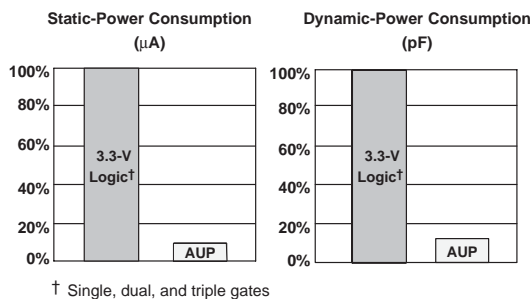 Static-Power Consumption
(μA)
100%
80%
60%
40%
20%
0%
3.3-V
Logic†
AUP
Dynamic-Power Consumption
(pF)
100%
80%
60%
40%
20%
0%
3.3-V
Logic†
AUP
† Single, dual, and triple gates